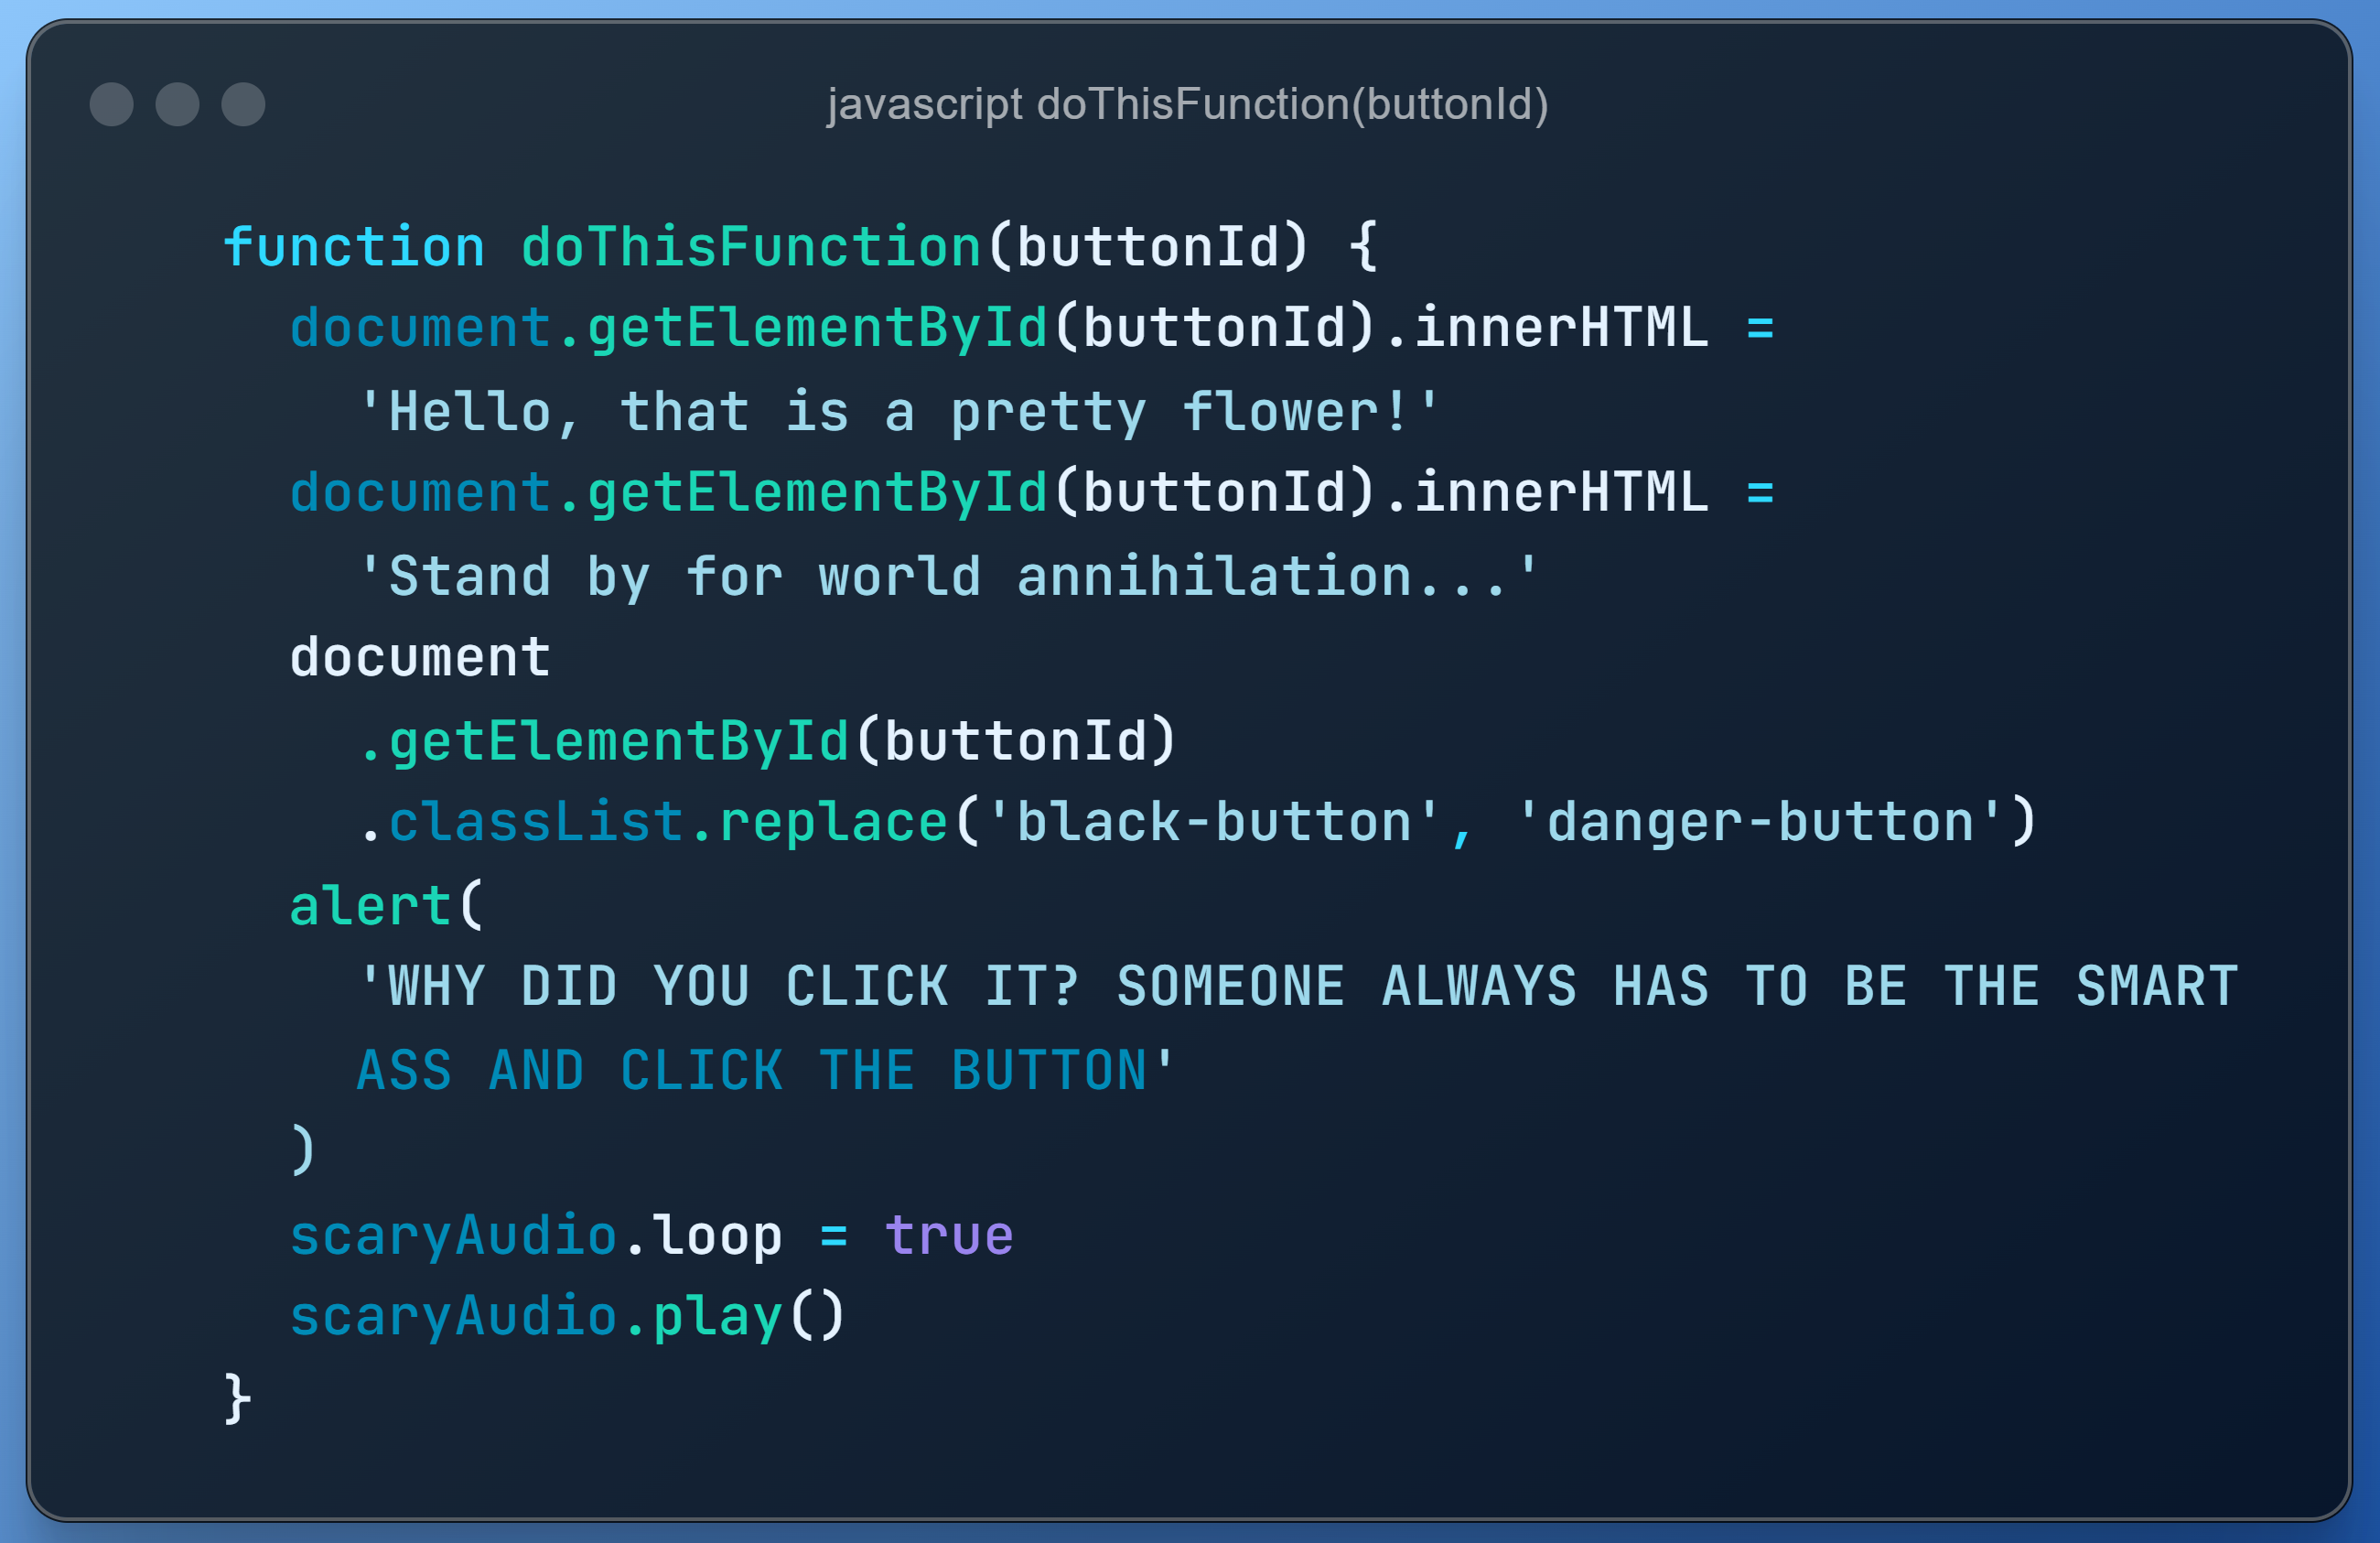 javascript doThisFunction(buttonId)
function doThisFunction(buttonId) {
document.getElementById(buttonId).innerHTML =
'Hello, that is a pretty flower!'
document.getElementById(buttonId).innerHTML =
'Stand by for world annihilation...'
document
.getElementById(buttonId)
.classList.replace('black-button', 'danger-button')
alert(
'WHY DID YOU CLICK IT? SOMEONE ALWAYS HAS TO BE THE SMART
ASS AND CLICK THE BUTTON'
)
scaryAudio.loop = true
scaryAudio.play()
}